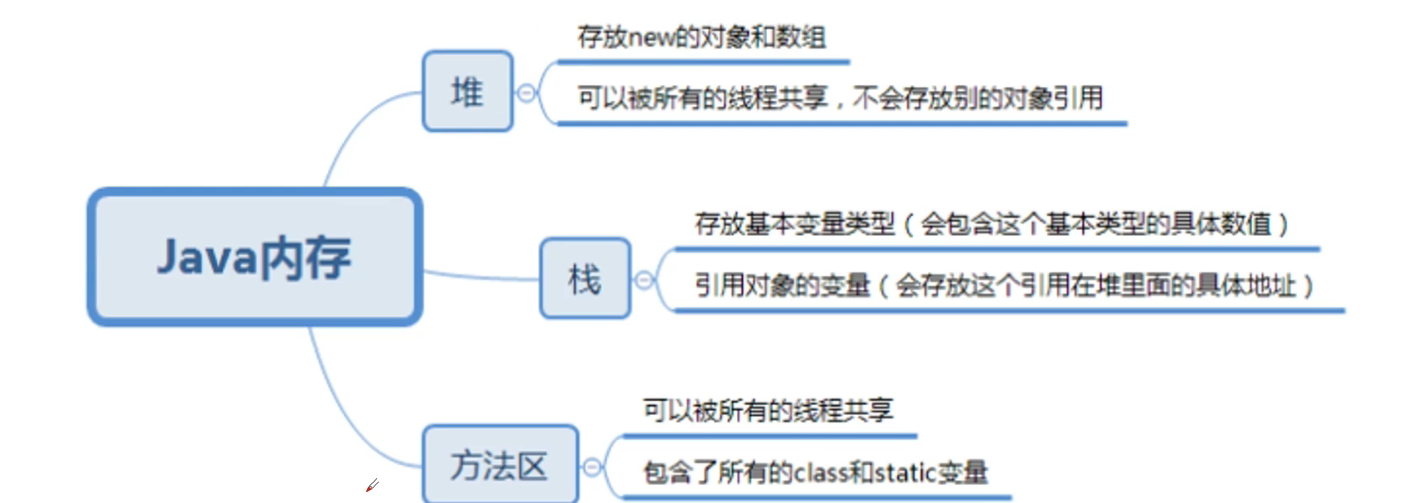 存放new的对象和数组
堆
可以被所有的线程共享，不会存放别的对象引用
存放基本变量类型（会包含这个基本类型的具体数值）
Java内存
栈
引用对象的变量（会存放这个引用在堆里面的具体地址）
可以被所有的线程共享
方法区
包含了所有的class和static变量